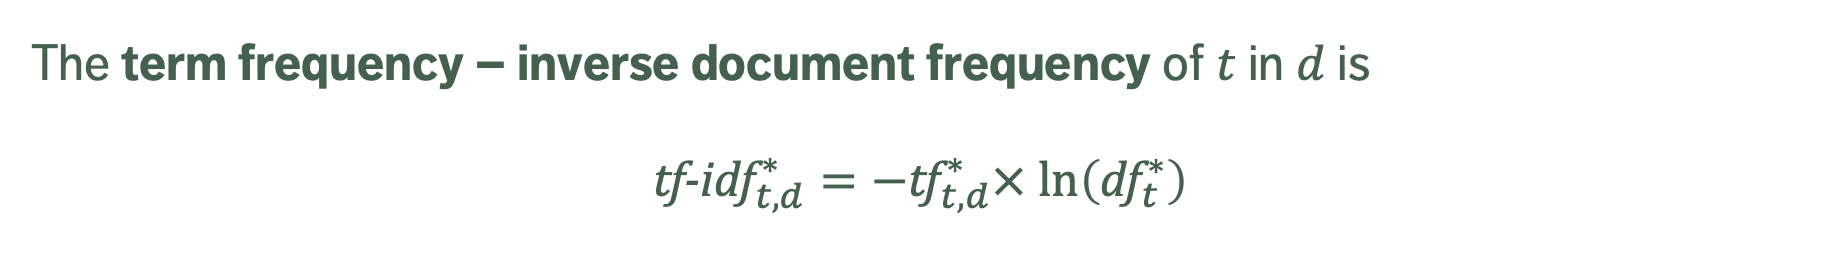 The term frequency – inverse document frequency of t in d is
tf-idf*t,d = −tf*t,d × ln(df*t)